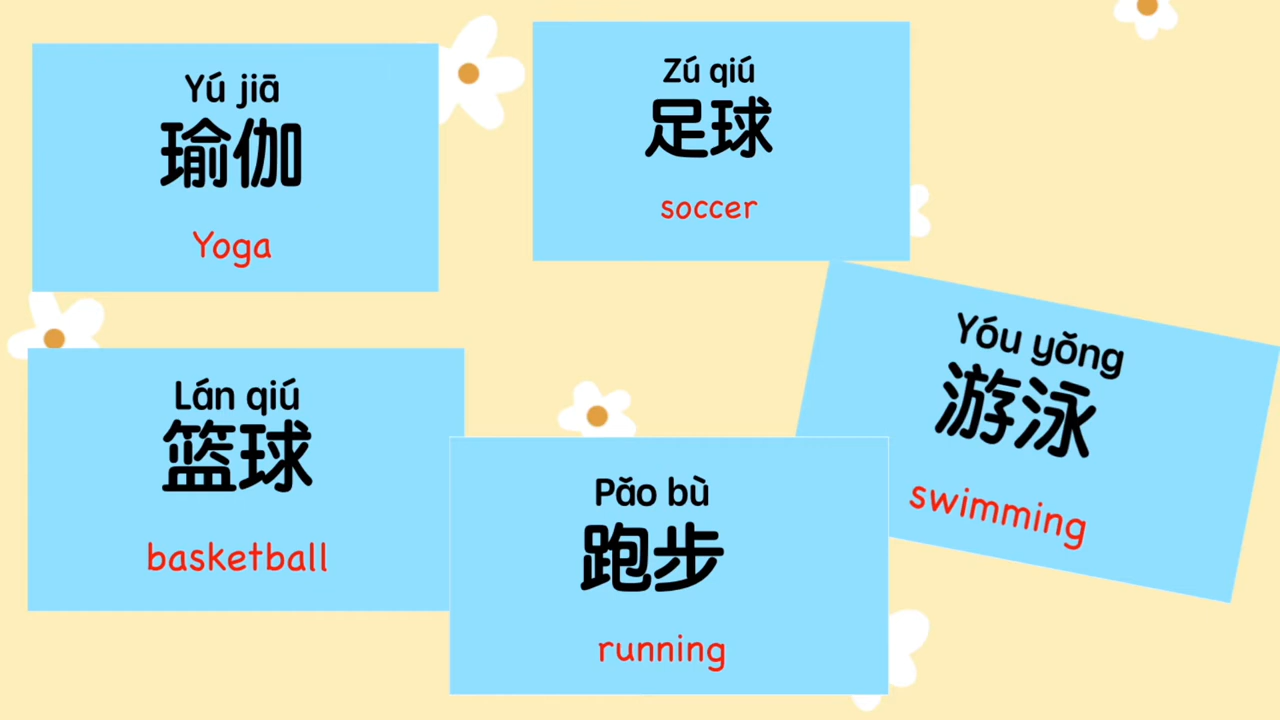 Yú jiā
瑜伽
Yoga
Zú qiú
足球
soccer
Lán qiú
篮球
basketball
Pǎo bù
跑步
running
Yóu yǒng
游泳
swimming